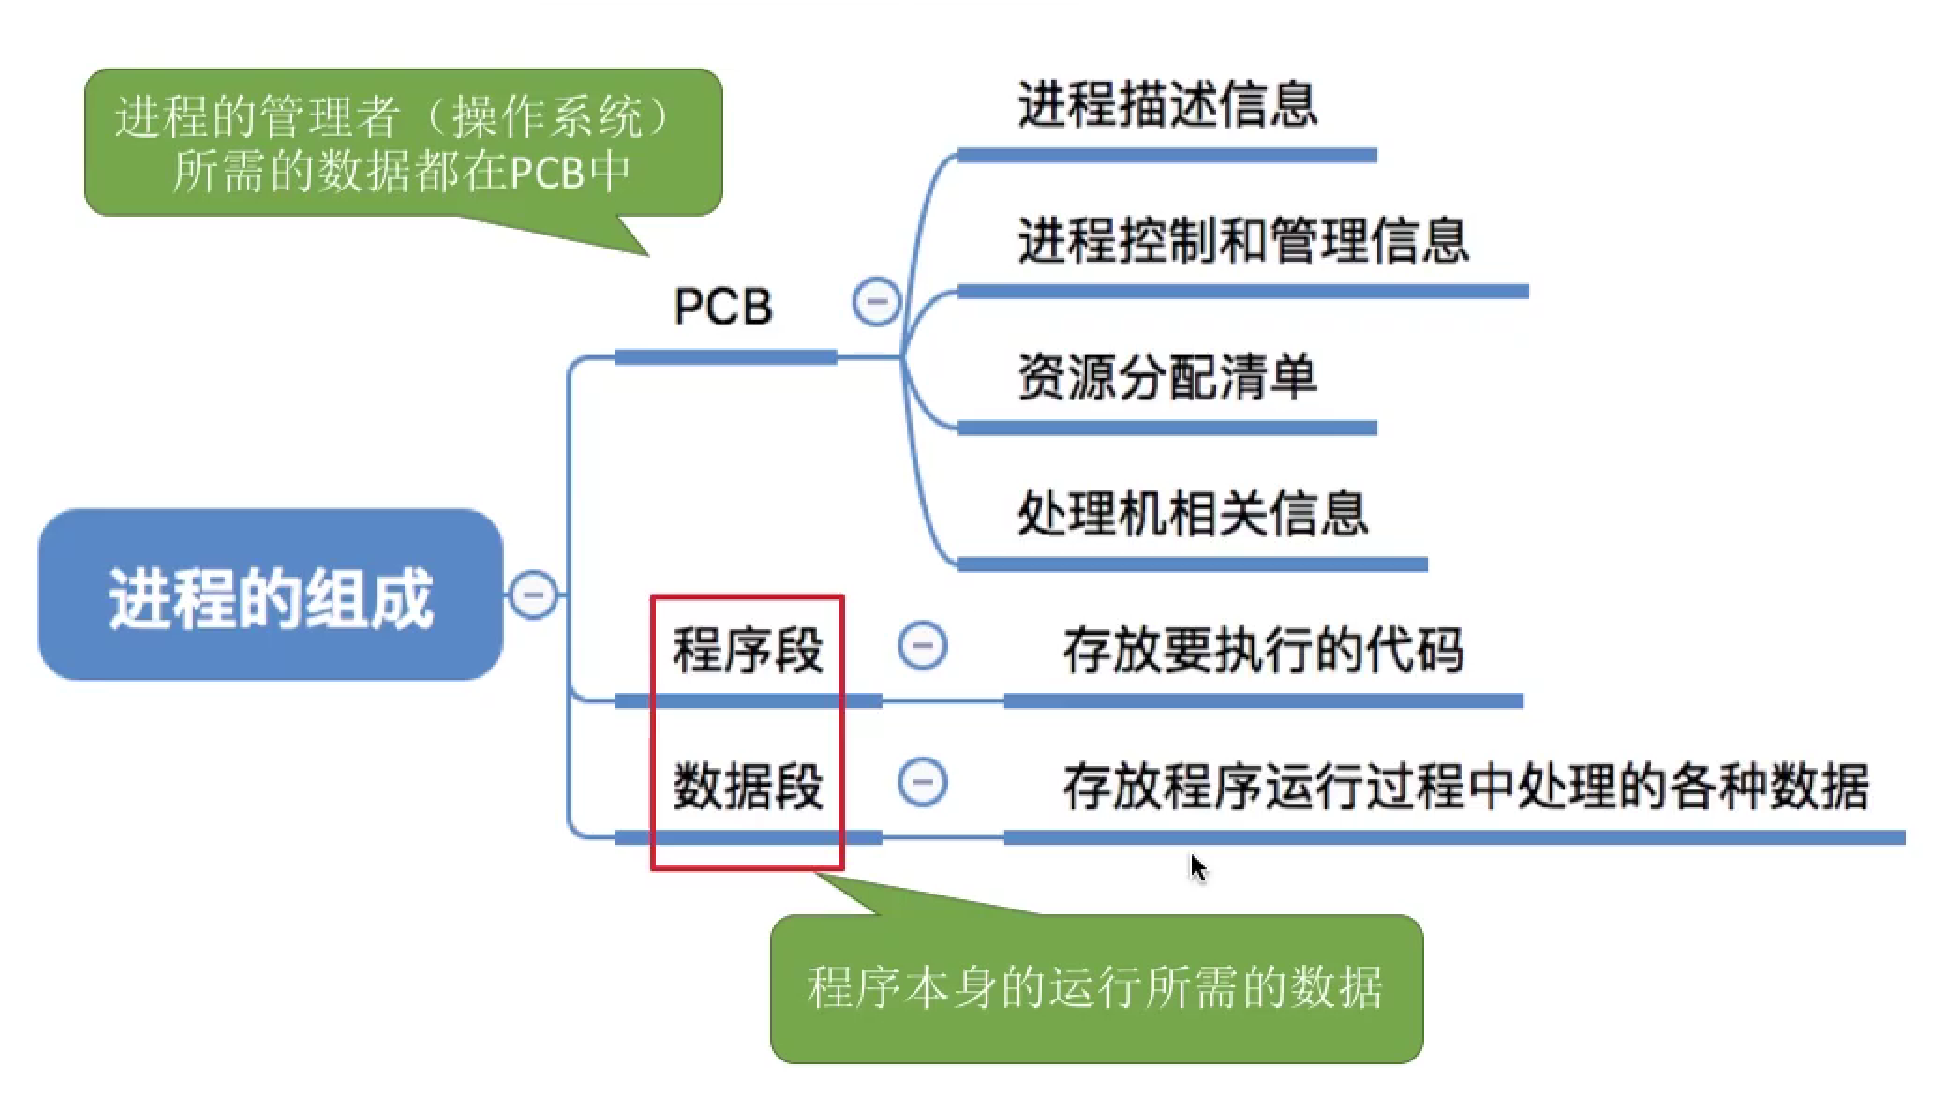 进程的管理者（操作系统）
所需的数据都在PCB中
进程描述信息
进程控制和管理信息
PCB
资源分配清单
处理机相关信息
进程的组成
程序段
存放要执行的代码
数据段
存放程序运行过程中处理的各种数据
程序本身的运行所需的数据